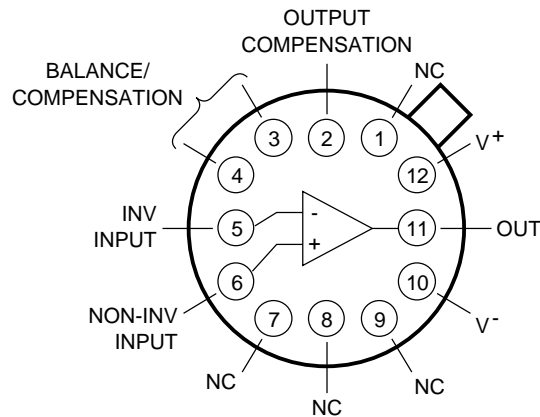 OUTPUT
COMPENSATION
BALANCE/
COMPENSATION
NC
V+
3
2
1
4
12
INV
INPUT
5
-
11
OUT
6
+
10
NON-INV
INPUT
7
8
9
V-
NC
NC
NC